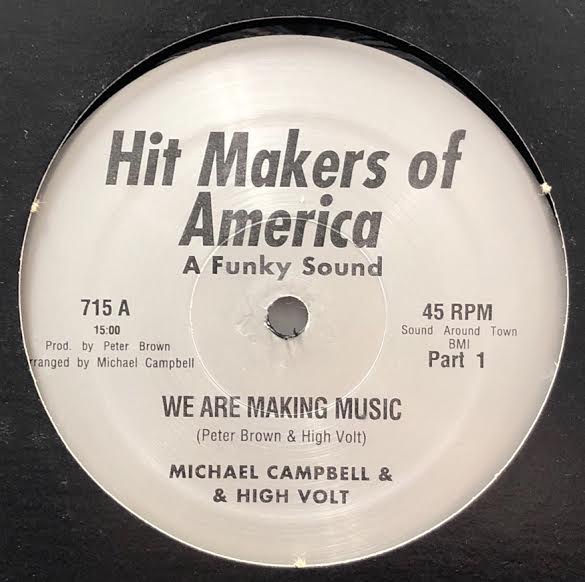 Hit Makers of
America
A Funky Sound
715 A
15:00
Prod. by Peter Brown
rranged by Michael Campbell
45 RPM
Sound Around Town
BMI
Part 1
WE ARE MAKING MUSIC
(Peter Brown & High Volt)
MICHAEL CAMPBELL &
& HIGH VOLT